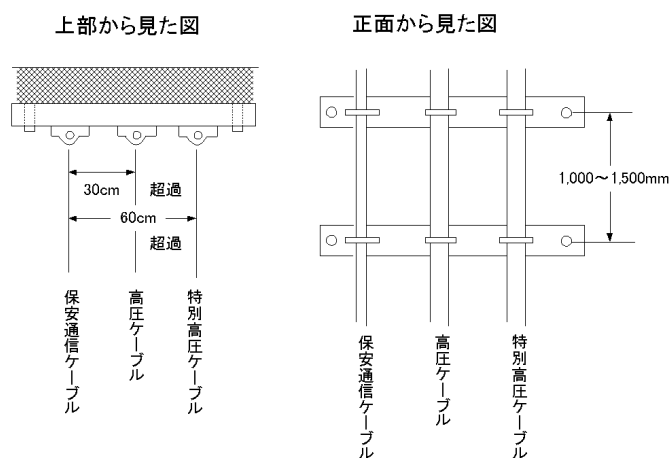 上部から見た図
正面から見た図
30cm
超過
60cm
超過
1,000～1,500mm
保安通信ケーブル
高圧ケーブル
特別高圧ケーブル
保安通信ケーブル
高圧ケーブル
特別高圧ケーブル